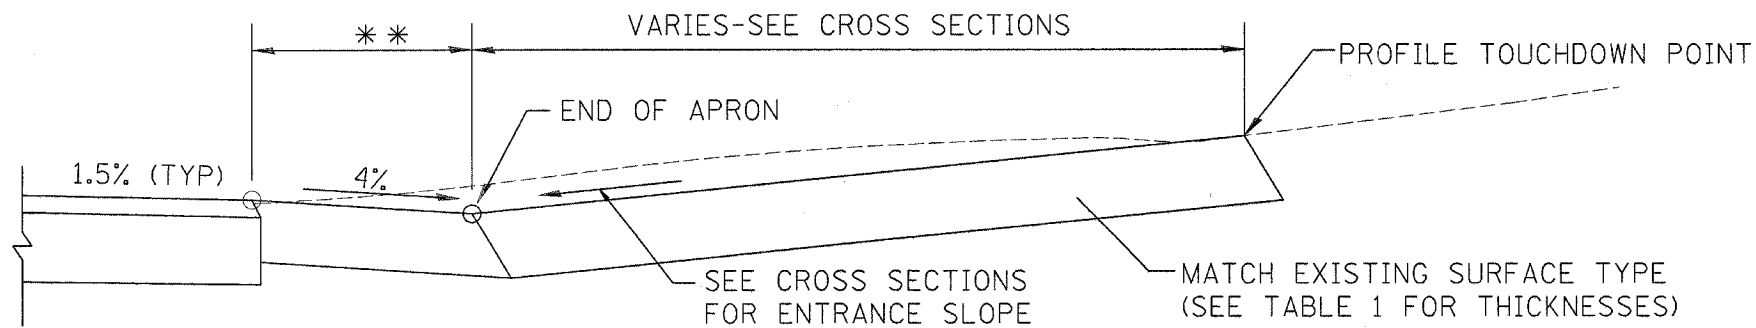 **
VARIES-SEE CROSS SECTIONS
PROFILE TOUCHDOWN POINT
END OF APRON
1.5% (TYP)
4%
SEE CROSS SECTIONS
FOR ENTRANCE SLOPE
MATCH EXISTING SURFACE TYPE
(SEE TABLE 1 FOR THICKNESSES)